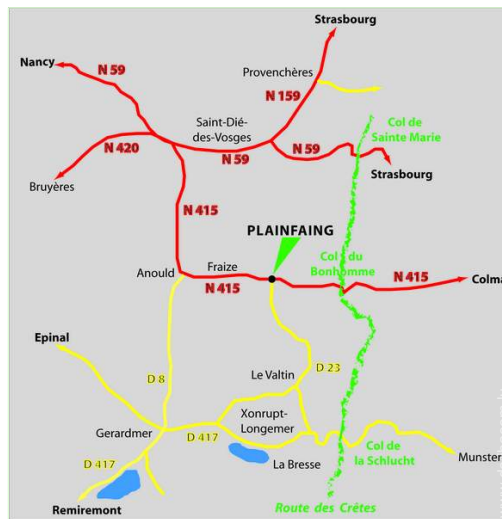 Strasbourg
Nancy
N 59
Provenchères
N 159
Saint-Dié-
des-Vosges
Col de
Sainte Marie
N 420
N 59
N 59
Bruyères
Strasbourg
N 415
PLAINFAING
Anould
Fraize
Col du
Bonhomme
N 415
N 415
Colma
Epinal
D 8
D 23
Le Valtin
Xonrupt-
Longemer
Gerardmer
D 417
Col de
la Schlucht
D 417
La Bresse
Munster
Remiremont
Route des Crêtes